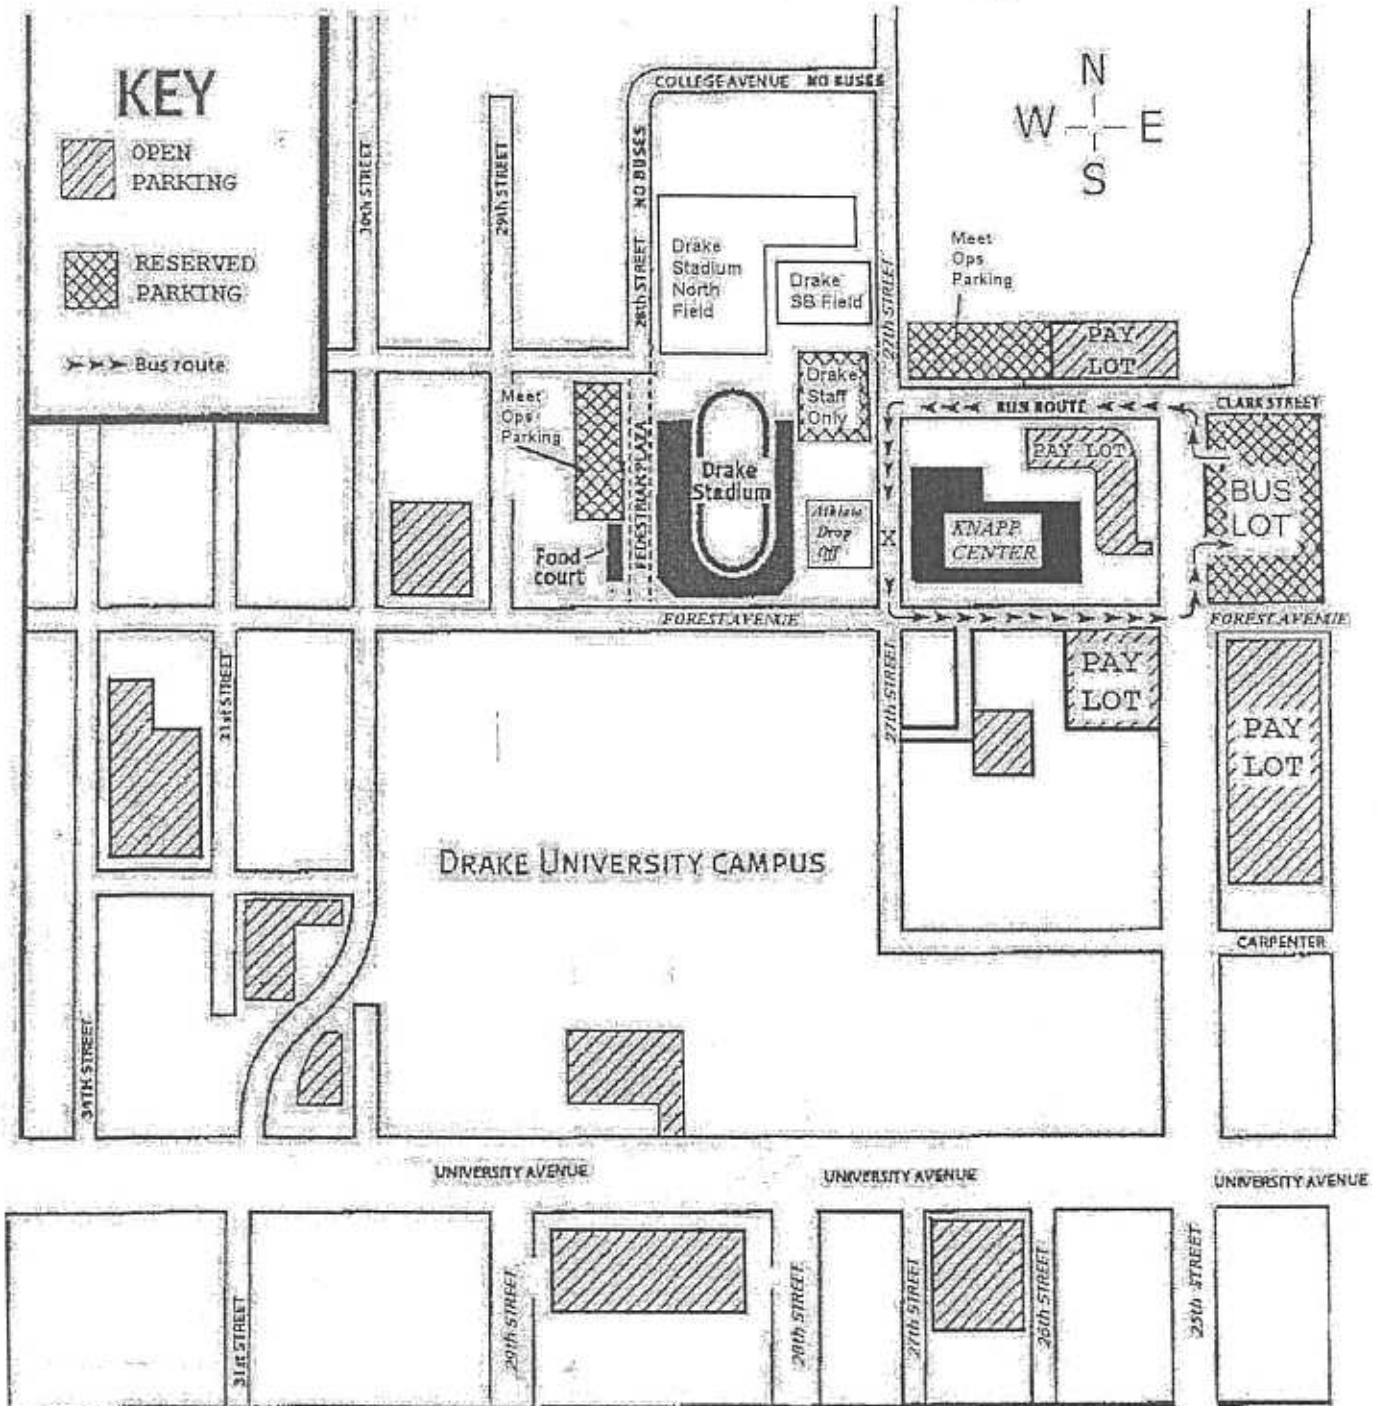 KEY
OPEN
PARKING
RESERVED
PARKING
Bus route
30th STREET
29th STREET
COLLEGE AVENUE NO BUSES
28th STREET NO BUSES
N
W E
S
Drake
Stadium
North
Field
Drake
SB Field
27th STREET
Meet
Ops
Parking
PAY
LOT
Meet
Ops
Parking
Drake
Staff
Only
BUS ROUTE
CLARK STREET
PEDESTRIAN PLAZA
Drake
Stadium
PAY LOT
BUS
LOT
Food
court
Athlete
Drop
Off
X
KNAPP
CENTER
FOREST AVENUE
FOREST AVENUE
21st STREET
27th STREET
PAY
LOT
PAY
LOT
DRAKE UNIVERSITY CAMPUS
CARPENTER
34TH STREET
UNIVERSITY AVENUE
UNIVERSITY AVENUE
UNIVERSITY AVENUE
31st STREET
29th STREET
28th STREET
27th STREET
26th STREET
25th STREET